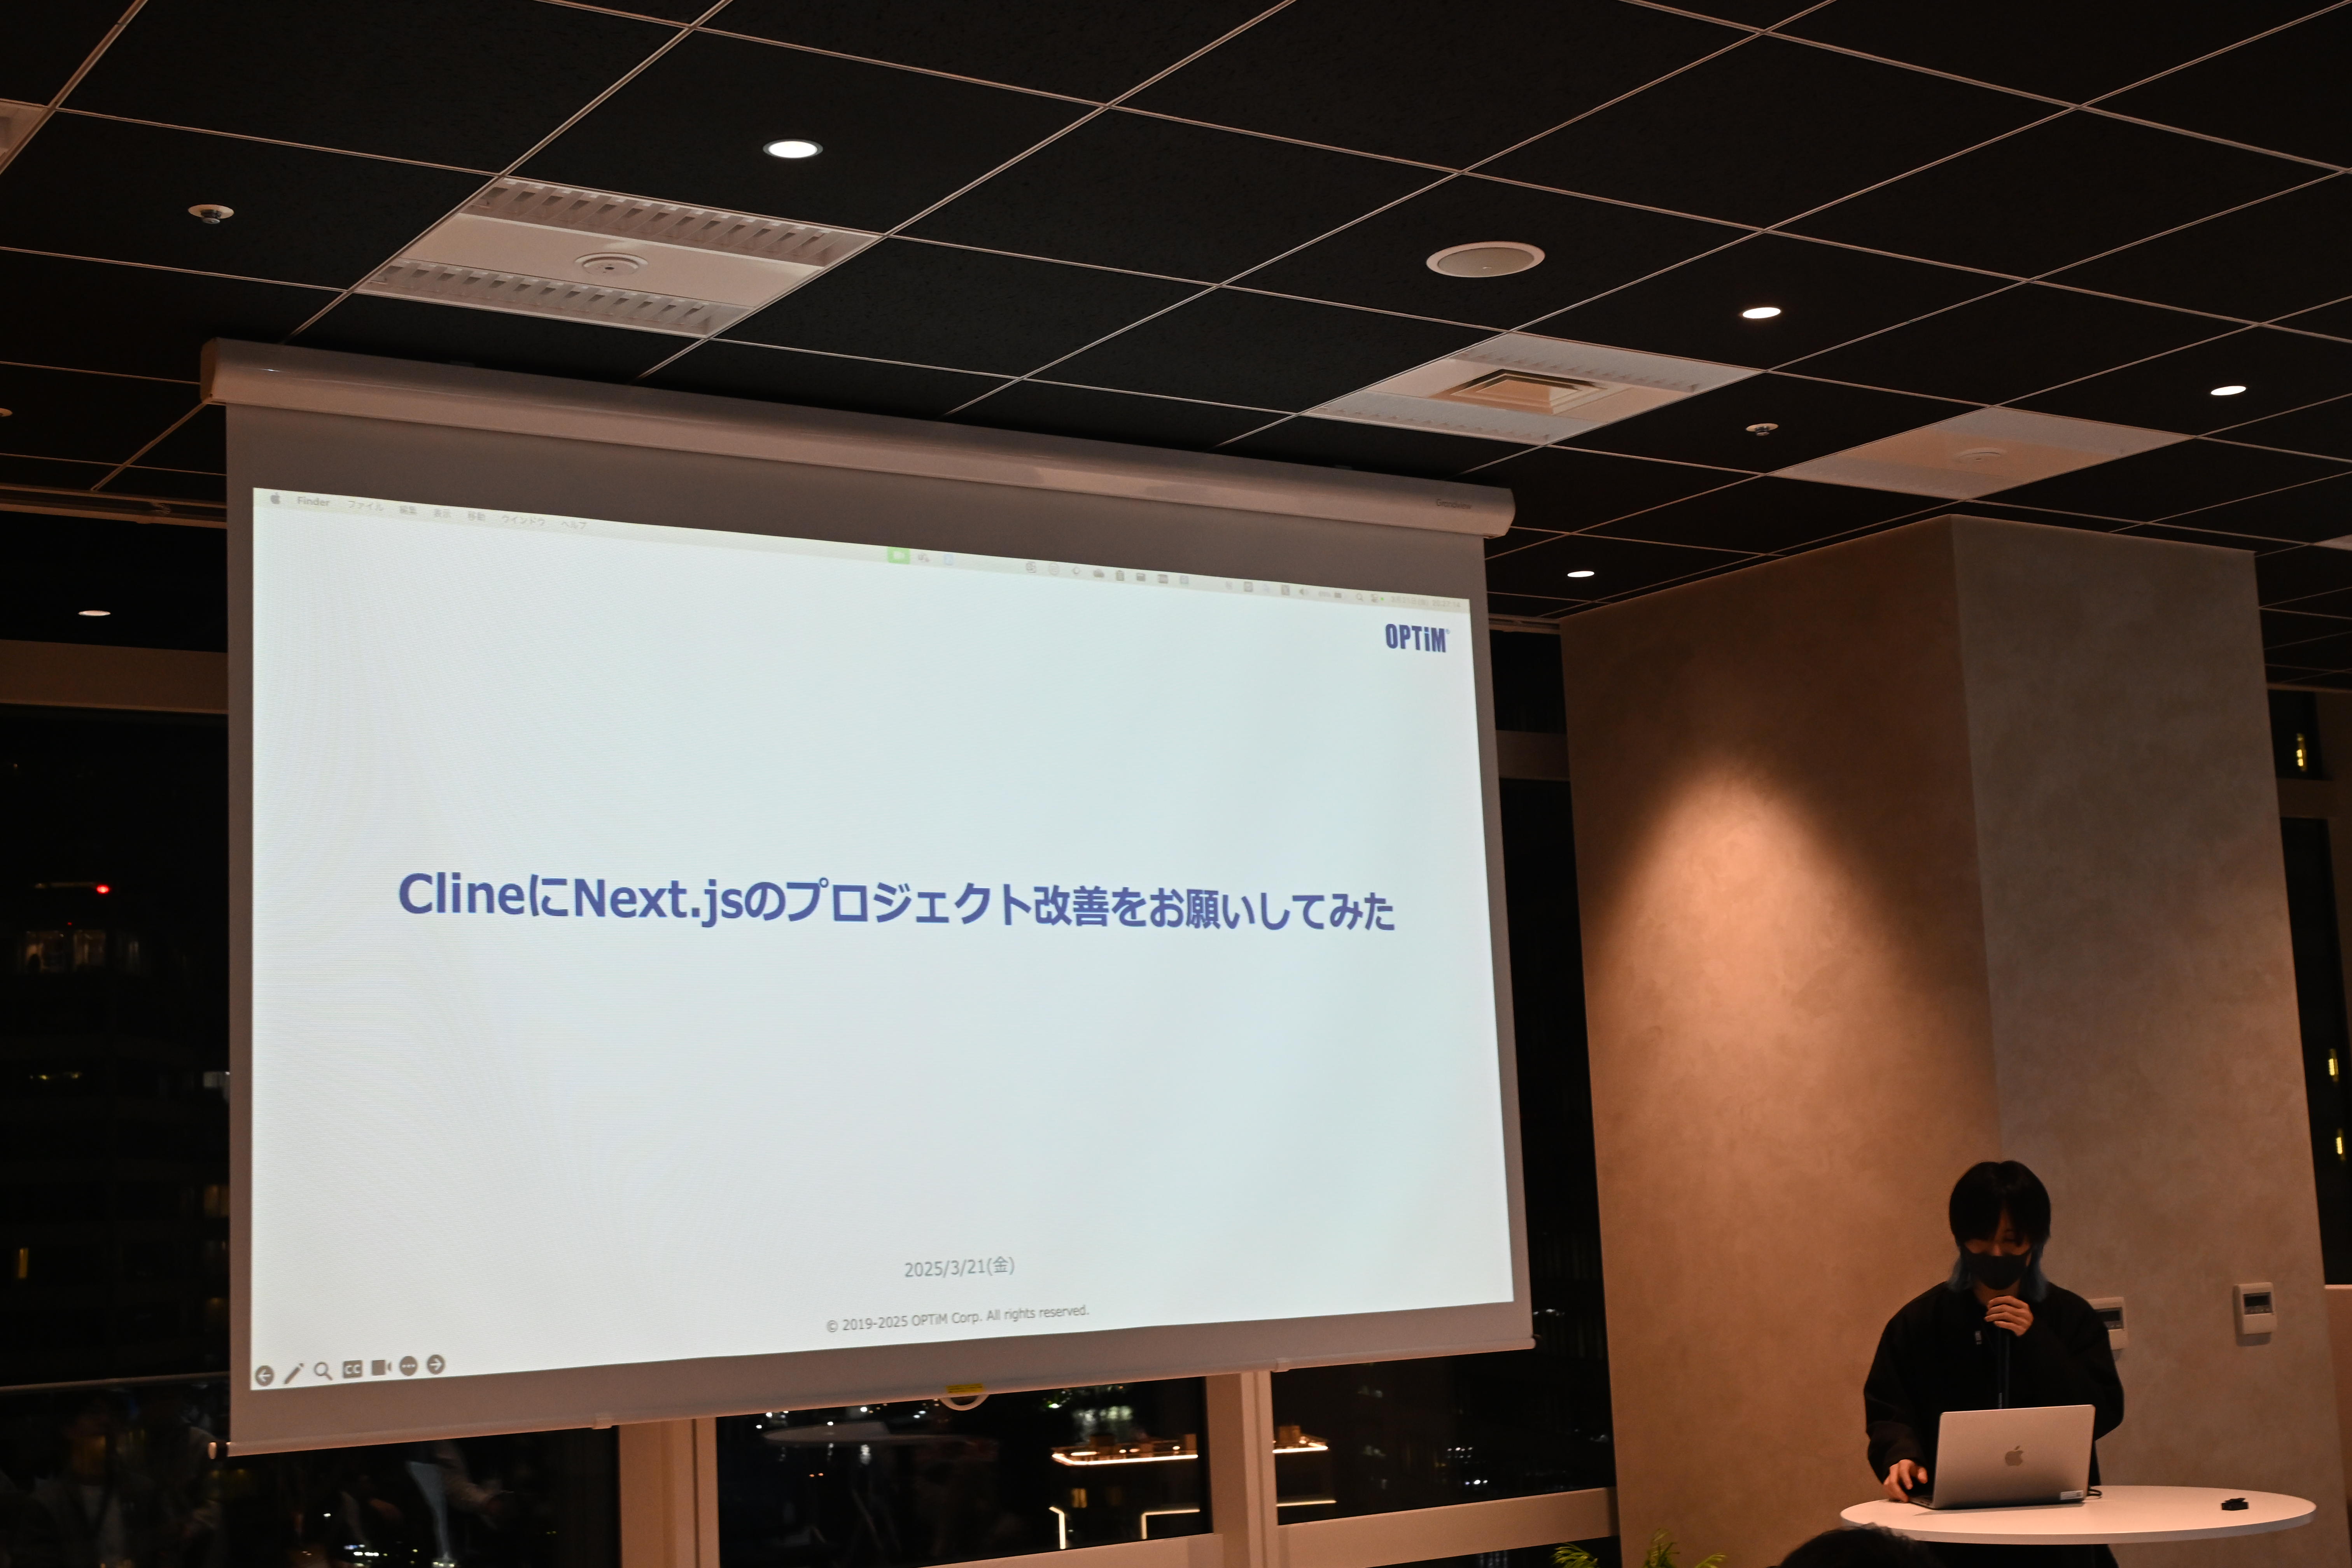 Finder ファイル 編集 表示 移動 ウインドウ ヘルプ
OPTiM
ClineにNext.jsのプロジェクト改善をお願いしてみた
2025/3/21(金)
© 2019-2025 OPTiM Corp. All rights reserved.
CC